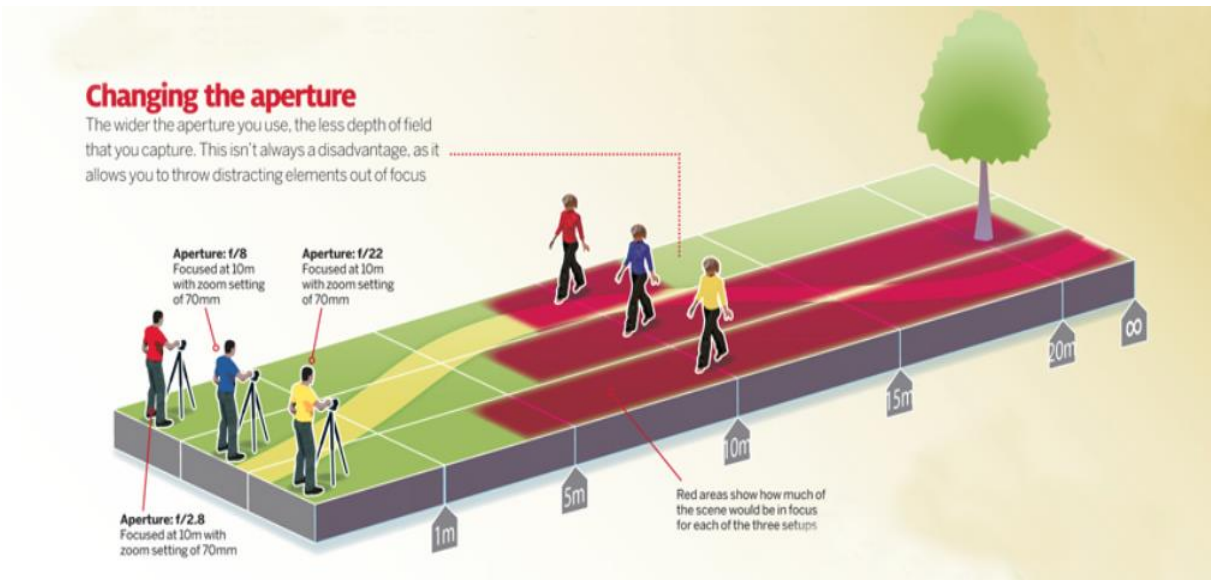 Changing the aperture
The wider the aperture you use, the less depth of field
that you capture. This isn't always a disadvantage, as it
allows you to throw distracting elements out of focus
Aperture: f/8
Focused at 10m
with zoom setting
of 70mm
Aperture: f/22
Focused at 10m
with zoom setting
of 70mm
Aperture: f/2.8
Focused at 10m with
zoom setting of 70mm
1m
5m
10m
15m
20m
∞
Red areas show how much of
the scene would be in focus
for each of the three setups